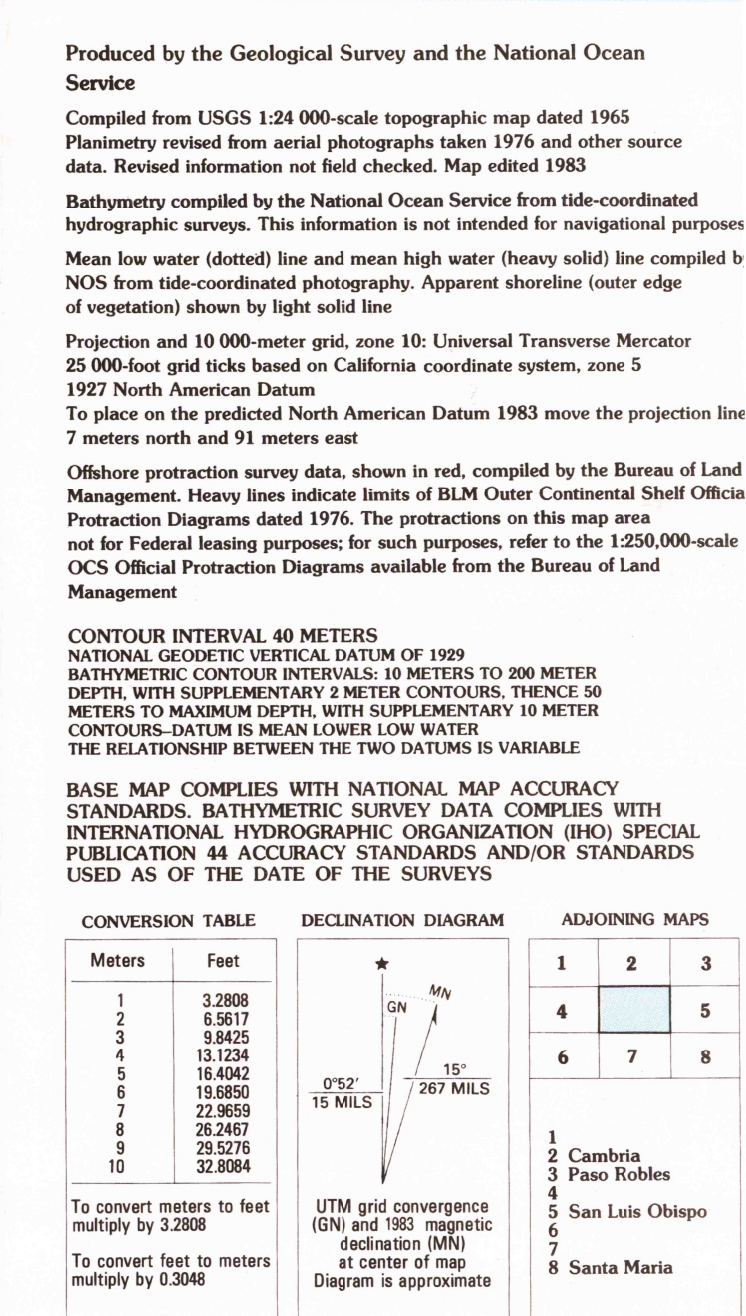 Produced by the Geological Survey and the National Ocean
Service
Compiled from USGS 1:24 000-scale topographic map dated 1965
Planimetry revised from aerial photographs taken 1976 and other source
data. Revised information not field checked. Map edited 1983
Bathymetry compiled by the National Ocean Service from tide-coordinated
hydrographic surveys. This information is not intended for navigational purposes
Mean low water (dotted) line and mean high water (heavy solid) line compiled b
NOS from tide-coordinated photography. Apparent shoreline (outer edge
of vegetation) shown by light solid line
Projection and 10 000-meter grid, zone 10: Universal Transverse Mercator
25 000-foot grid ticks based on California coordinate system, zone 5
1927 North American Datum
To place on the predicted North American Datum 1983 move the projection line
7 meters north and 91 meters east
Offshore protraction survey data, shown in red, compiled by the Bureau of Land
Management. Heavy lines indicate limits of BLM Outer Continental Shelf Officia
Protraction Diagrams dated 1976. The protractions on this map area
not for Federal leasing purposes; for such purposes, refer to the 1:250,000-scale
OCS Official Protraction Diagrams available from the Bureau of Land
Management
CONTOUR INTERVAL 40 METERS
NATIONAL GEODETIC VERTICAL DATUM OF 1929
BATHYMETRIC CONTOUR INTERVALS: 10 METERS TO 200 METER
DEPTH, WITH SUPPLEMENTARY 2 METER CONTOURS, THENCE 50
METERS TO MAXIMUM DEPTH, WITH SUPPLEMENTARY 10 METER
CONTOURS–DATUM IS MEAN LOWER LOW WATER
THE RELATIONSHIP BETWEEN THE TWO DATUMS IS VARIABLE
BASE MAP COMPLIES WITH NATIONAL MAP ACCURACY
STANDARDS. BATHYMETRIC SURVEY DATA COMPLIES WITH
INTERNATIONAL HYDROGRAPHIC ORGANIZATION (IHO) SPECIAL
PUBLICATION 44 ACCURACY STANDARDS AND/OR STANDARDS
USED AS OF THE DATE OF THE SURVEYS
CONVERSION TABLE
Meters Feet
1 3.2808
2 6.5617
3 9.8425
4 13.1234
5 16.4042
6 19.6850
7 22.9659
8 26.2467
9 29.5276
10 32.8084
To convert meters to feet
multiply by 3.2808
To convert feet to meters
multiply by 0.3048
DECLINATION DIAGRAM
MN
GN
15°
267 MILS
0°52′
15 MILS
UTM grid convergence
(GN) and 1983 magnetic
declination (MN)
at center of map
Diagram is approximate
ADJOINING MAPS
1 2 3
4 5
6 7 8
1
2 Cambria
3 Paso Robles
4
5 San Luis Obispo
6
7
8 Santa Maria